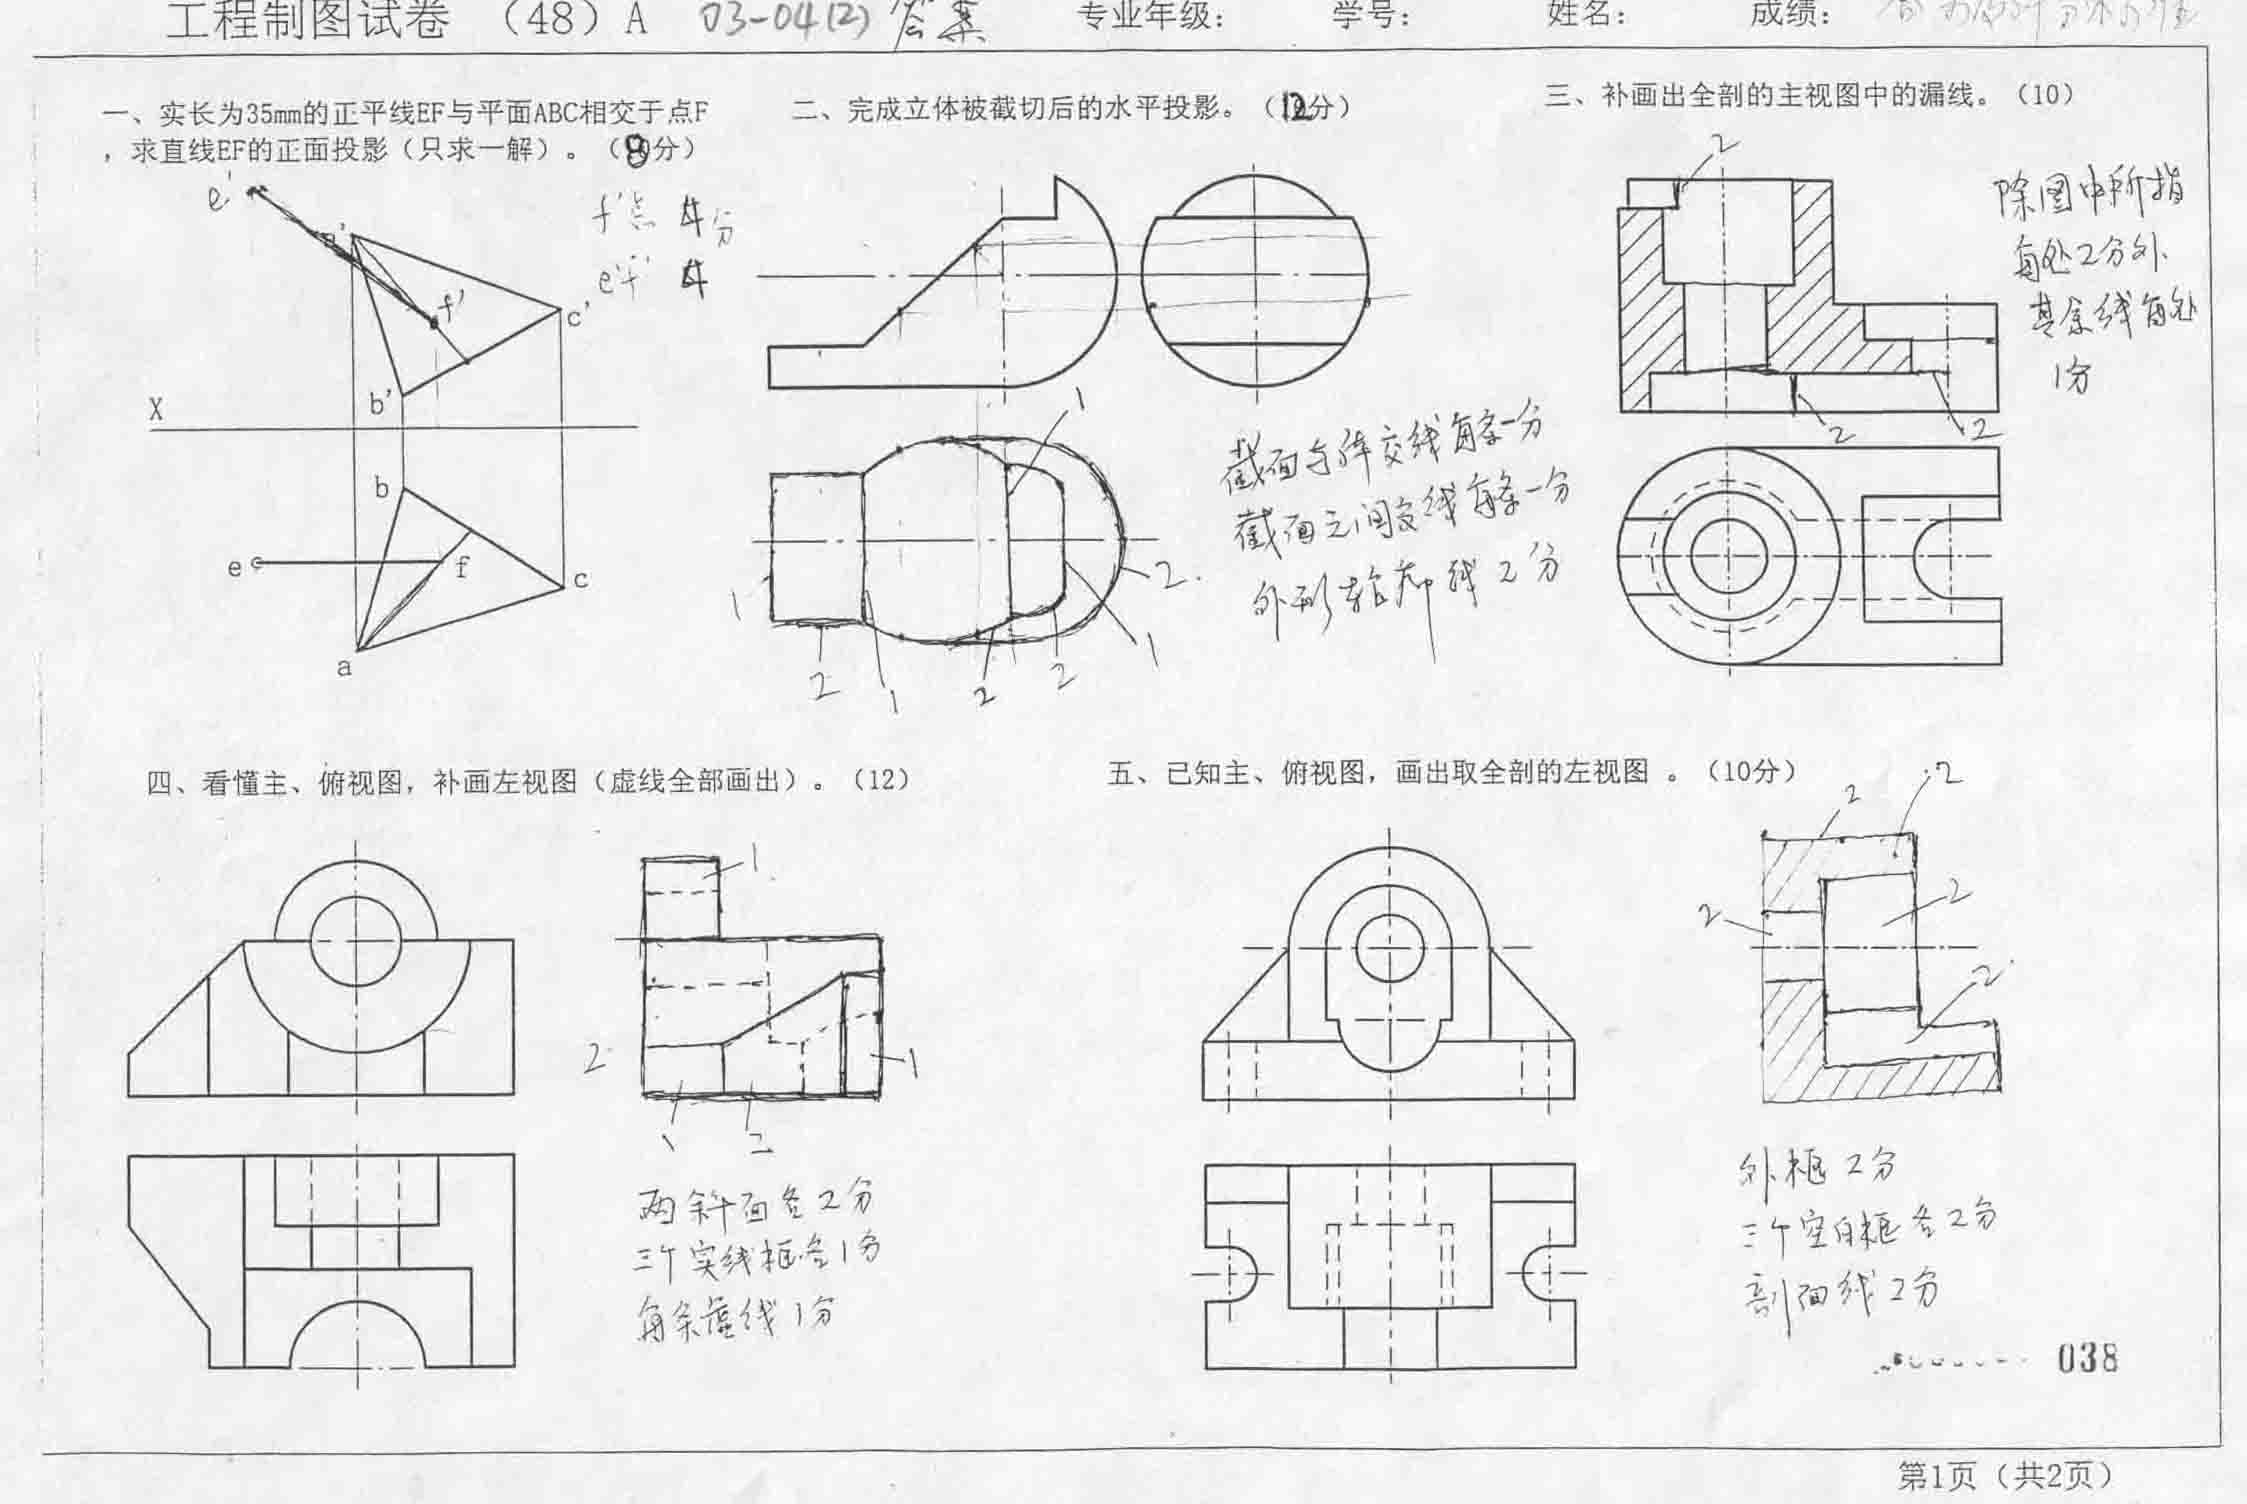 工程制图试卷 (48) A 03-04(2) 答案 专业年级: 学号: 姓名: 成绩:
一、实长为35mm的正平线EF与平面ABC相交于点F
，求直线EF的正面投影(只求一解)。(8分)
e'
f'点 4分
e'f' 4
a'
f'
c'
b'
X
b
e
f
c
a
二、完成立体被截切后的水平投影。(12分)
1
截面与体交线每条一分
截面之间交线每条一分
外形轮廓线2分
2
1
1
2
1
2
2
三、补画出全剖的主视图中的漏线。(10)
2
除图中所指
每处2分外
其余线每处
1分
2
2
四、看懂主、俯视图，补画左视图(虚线全部画出)。(12)
1
2
1
1
2
两斜面各2分
三个实线框各1分
每条虚线1分
五、已知主、俯视图，画出取全剖的左视图 。(10分)
2
2
2
2
2
外框2分
三个空白框各2分
剖面线2分
038
第1页(共2页)